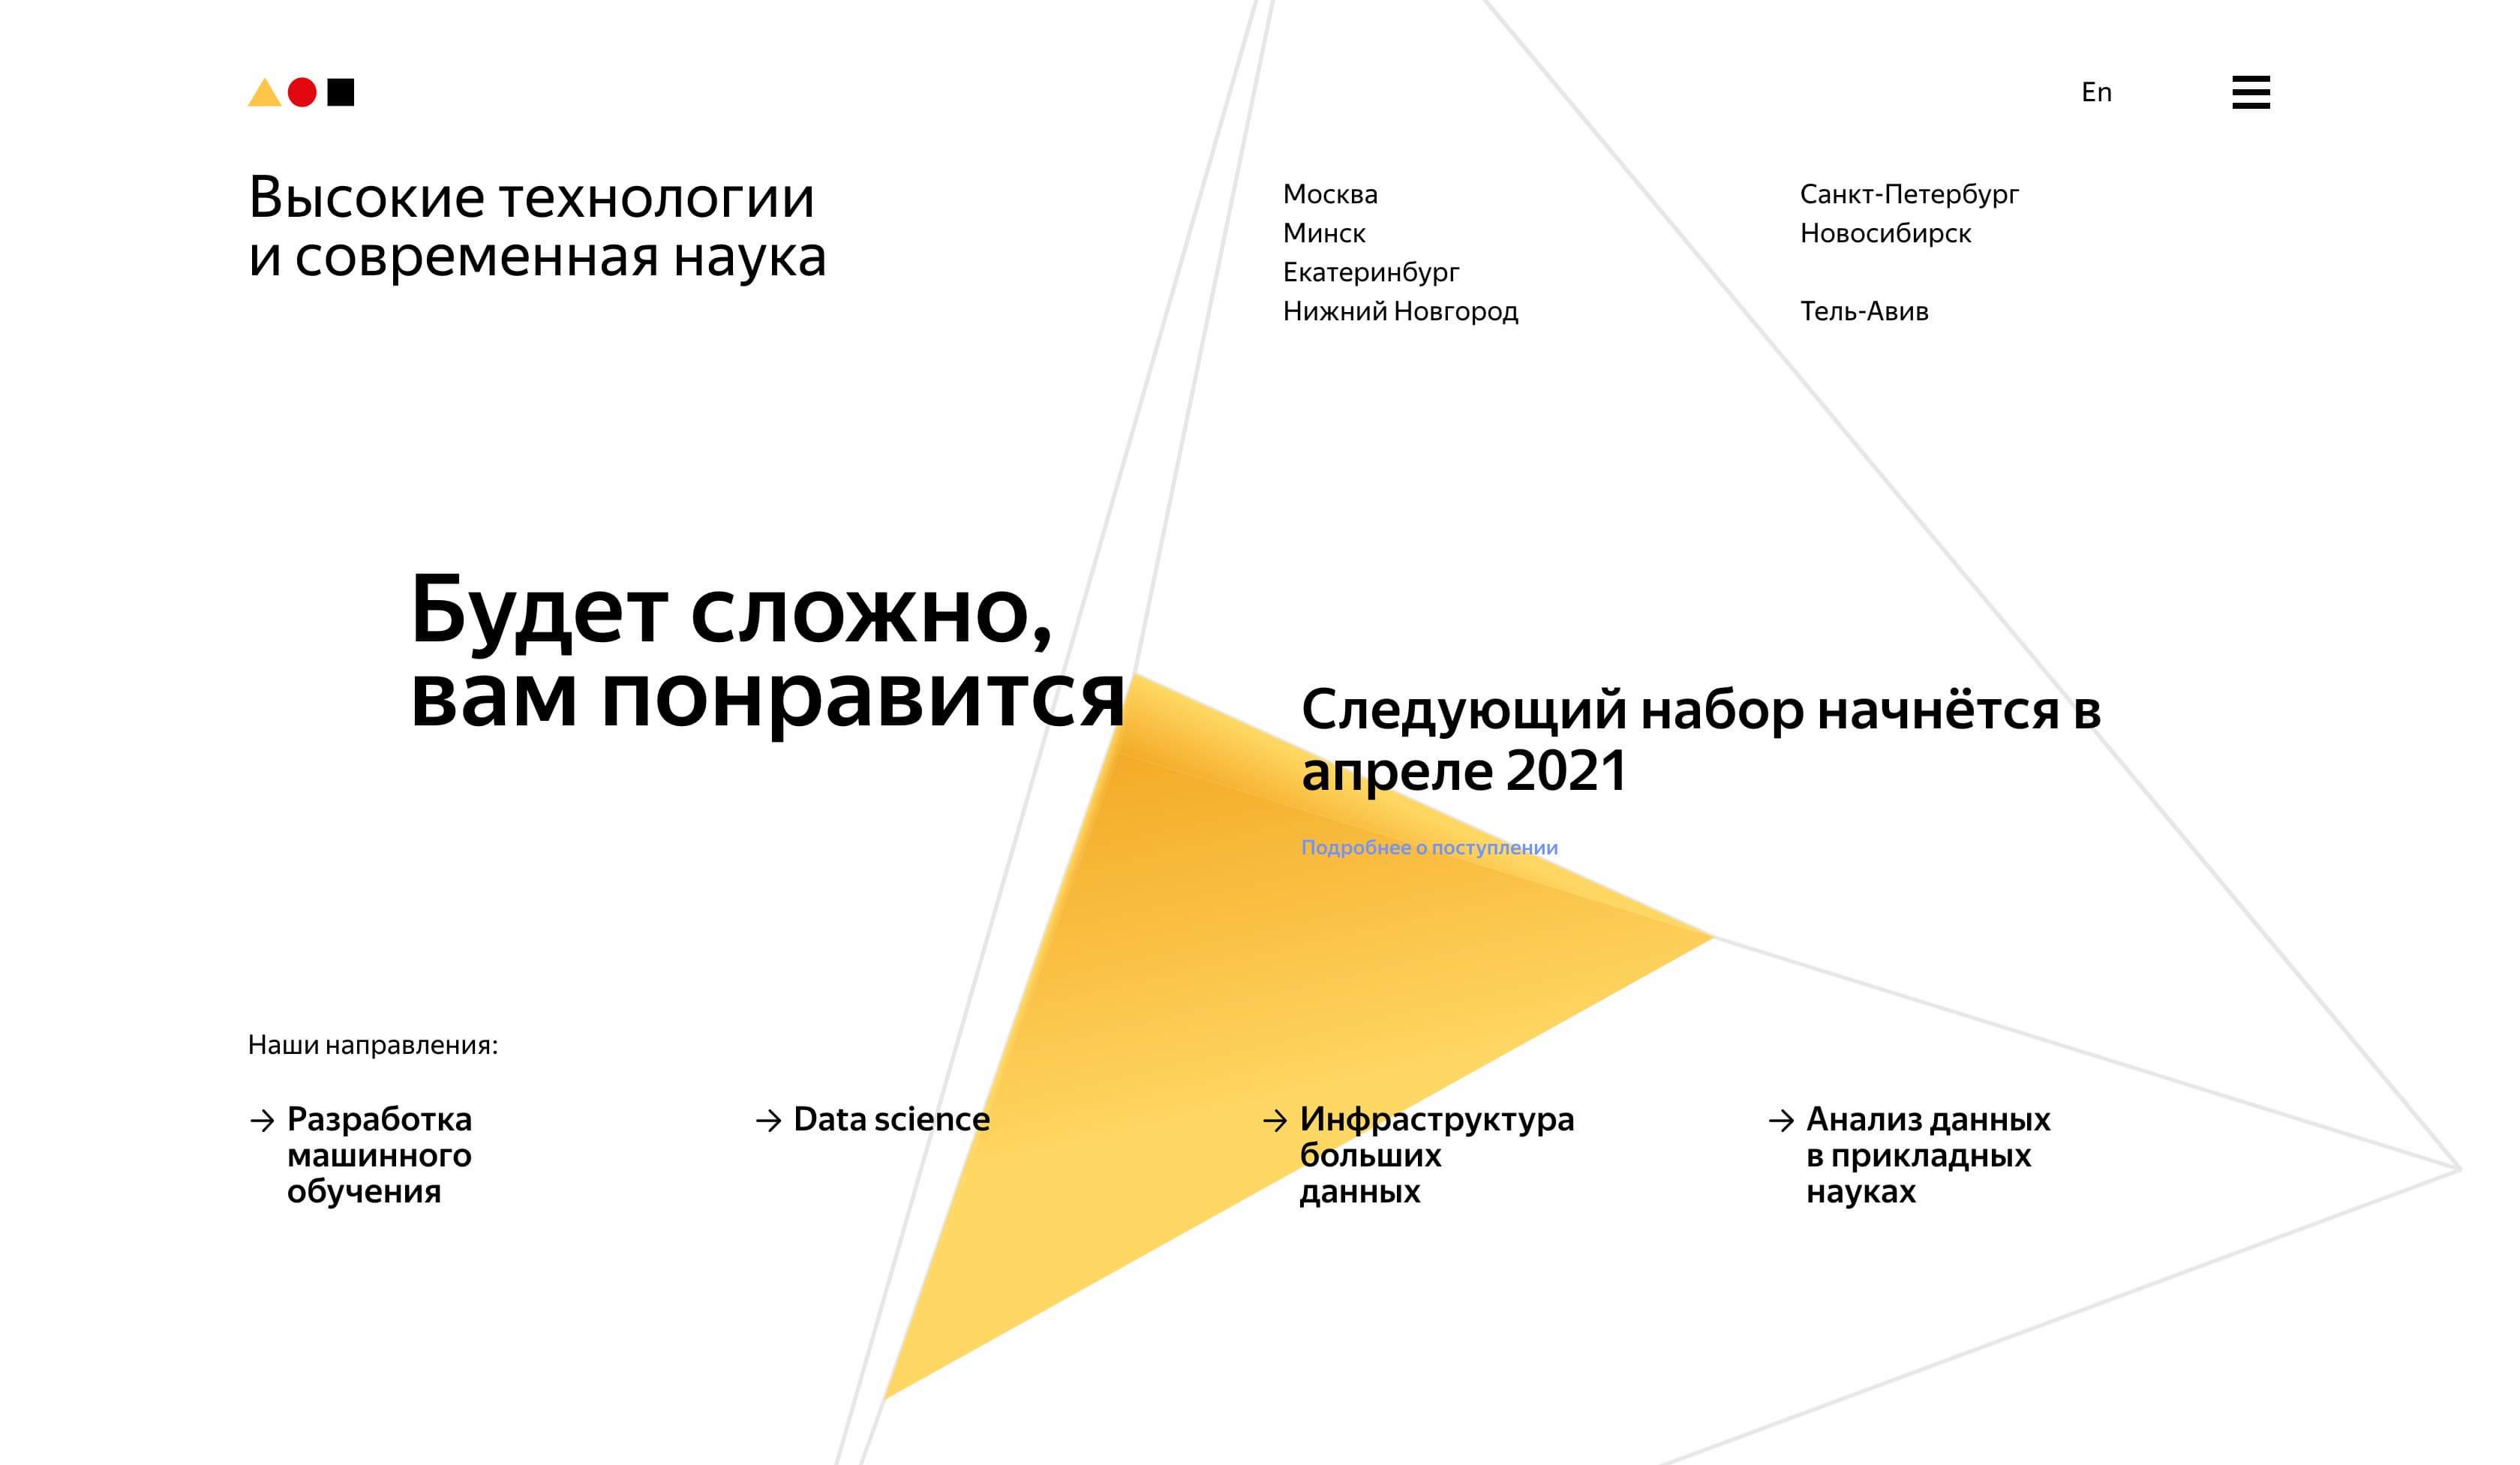 En
Высокие технологии
и современная наука
Москва
Минск
Екатеринбург
Нижний Новгород
Санкт-Петербург
Новосибирск
Тель-Авив
Будет сложно,
вам понравится
Следующий набор начнётся в
апреле 2021
Подробнее о поступлении
Наши направления:
→ Разработка
машинного
обучения
→ Data science
→ Инфраструктура
больших
данных
→ Анализ данных
в прикладных
науках